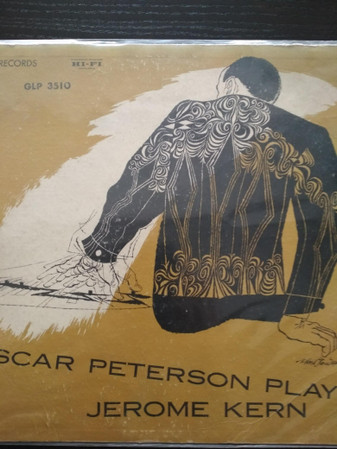 RECORDS
HI-FI
GLP 3510
SCAR PETERSON PLAY
JEROME KERN